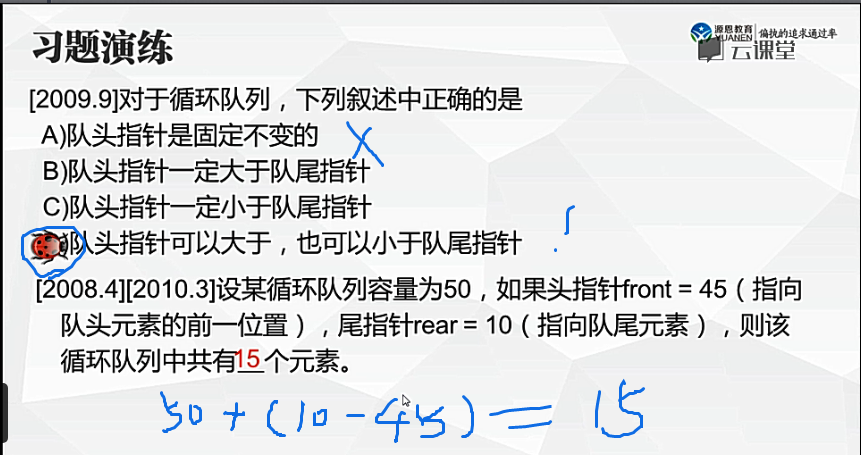 习题演练
源恩教育
YUANEN
偏执的追求通过率
云课堂
[2009.9]对于循环队列，下列叙述中正确的是
A)队头指针是固定不变的
B)队头指针一定大于队尾指针
C)队头指针一定小于队尾指针
)队头指针可以大于，也可以小于队尾指针
[2008.4][2010.3]设某循环队列容量为50，如果头指针front = 45（指向
队头元素的前一位置），尾指针rear = 10（指向队尾元素），则该
循环队列中共有15个元素。
50 + (10 - 45) = 15